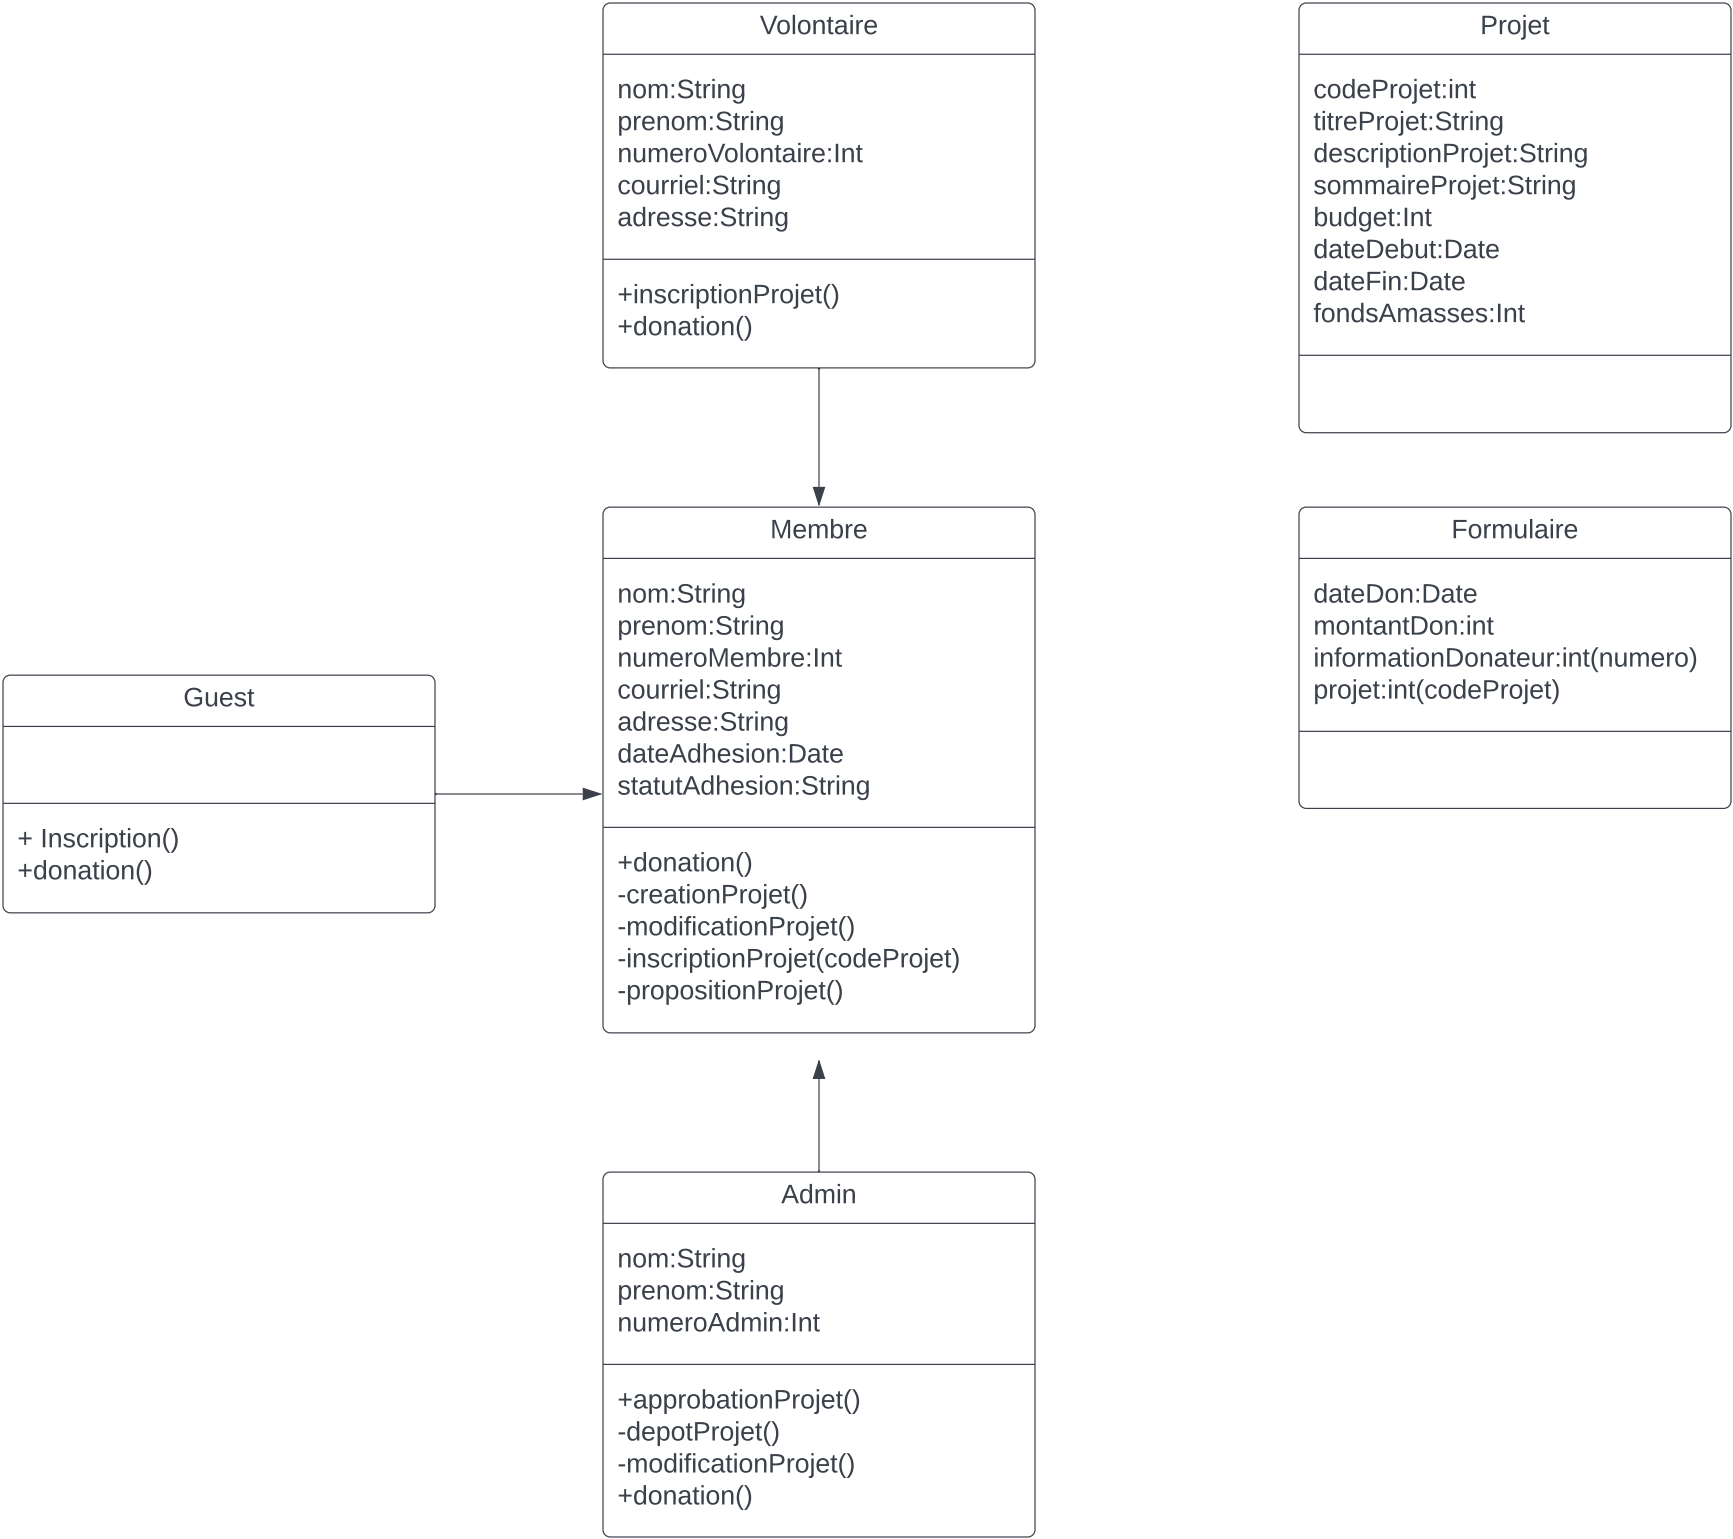 Volontaire
nom:String
prenom:String
numeroVolontaire:Int
courriel:String
adresse:String
+inscriptionProjet()
+donation()
Projet
codeProjet:int
titreProjet:String
descriptionProjet:String
sommaireProjet:String
budget:Int
dateDebut:Date
dateFin:Date
fondsAmasses:Int
Membre
nom:String
prenom:String
numeroMembre:Int
courriel:String
adresse:String
dateAdhesion:Date
statutAdhesion:String
+donation()
-creationProjet()
-modificationProjet()
-inscriptionProjet(codeProjet)
-propositionProjet()
Formulaire
dateDon:Date
montantDon:int
informationDonateur:int(numero)
projet:int(codeProjet)
Guest
+ Inscription()
+donation()
Admin
nom:String
prenom:String
numeroAdmin:Int
+approbationProjet()
-depotProjet()
-modificationProjet()
+donation()